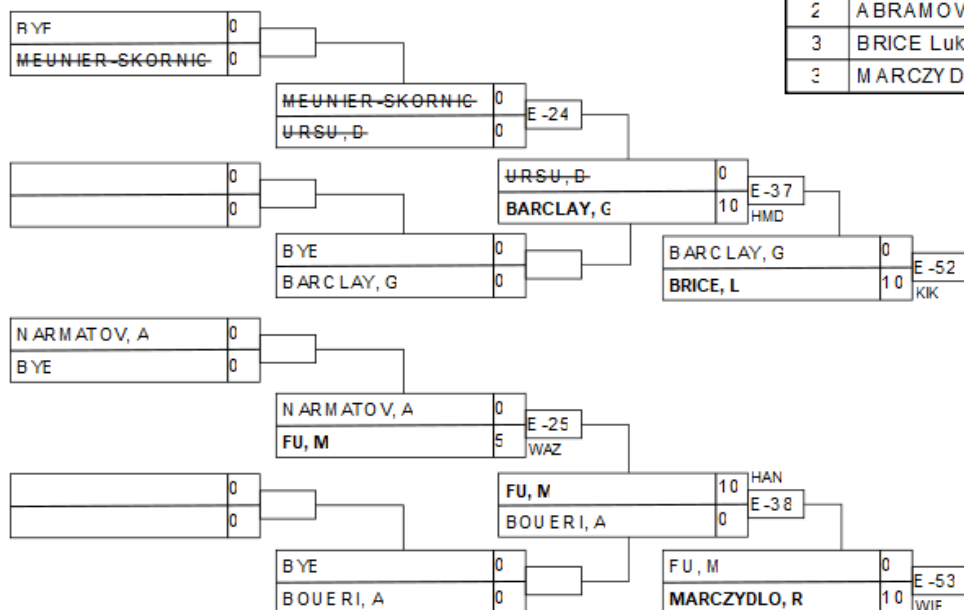 2 ABRAMOV
3 BRICE Luk
3 MARCZYD
BYE 0
MEUNIER-SKORNIC 0
MEUNIER-SKORNIC 0
URSU, D 0
E-24
0
0
URSU, D 0
BARCLAY, G 10
E-37
HMD
BYE 0
BARCLAY, G 0
BARCLAY, G 0
BRICE, L 10
E-52
KIK
NARMATOV, A 0
BYE 0
NARMATOV, A 0
FU, M 5
E-25
WAZ
0
0
FU, M 10
BOUERI, A 0
HAN
E-38
BYE 0
BOUERI, A 0
FU, M 0
MARCZYDLO, R 10
E-53